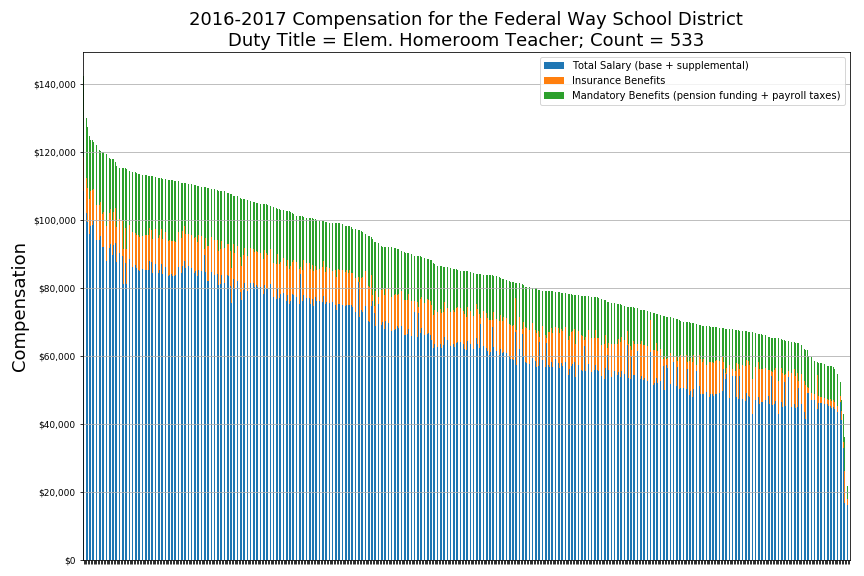 2016-2017 Compensation for the Federal Way School District
Duty Title = Elem. Homeroom Teacher; Count = 533
Total Salary (base + supplemental)
Insurance Benefits
Mandatory Benefits (pension funding + payroll taxes)
Compensation
$140,000
$120,000
$100,000
$80,000
$60,000
$40,000
$20,000
$0